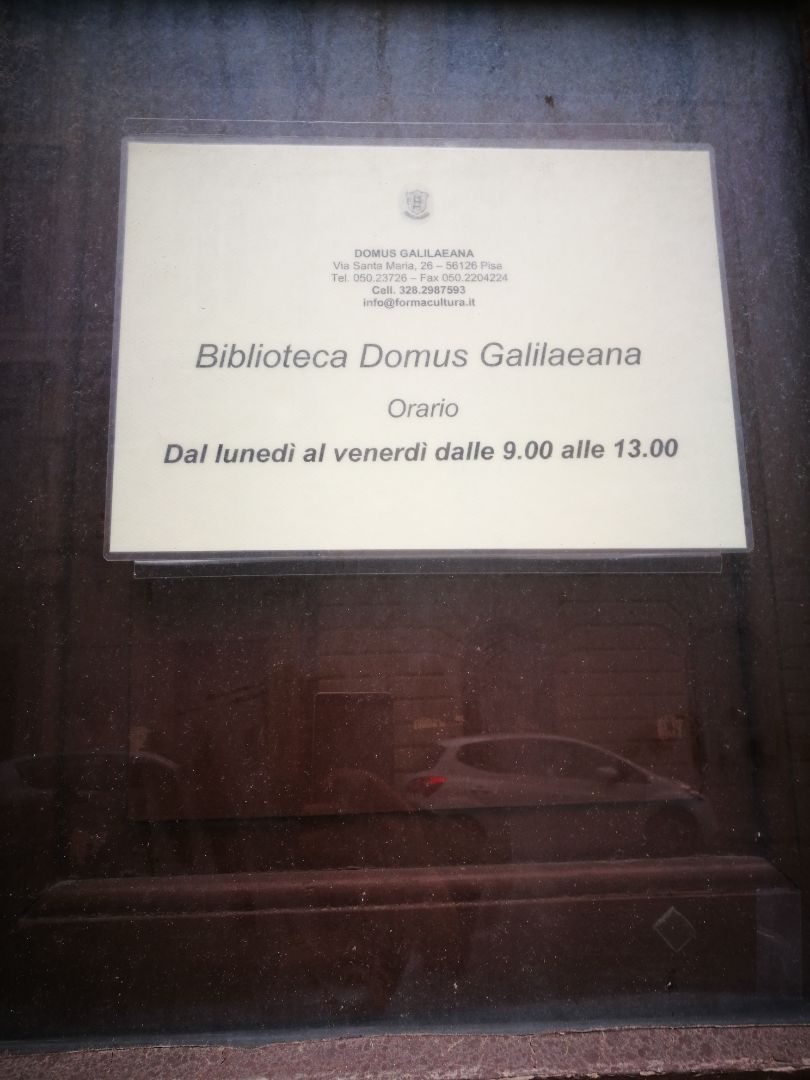 DOMUS GALILAEANA
Via Santa Maria, 26 – 56126 Pisa
Tel. 050.23726 – Fax 050.2204224
Cell. 328.2987593
info@formacultura.it
Biblioteca Domus Galilaeana
Orario
Dal lunedì al venerdì dalle 9.00 alle 13.00